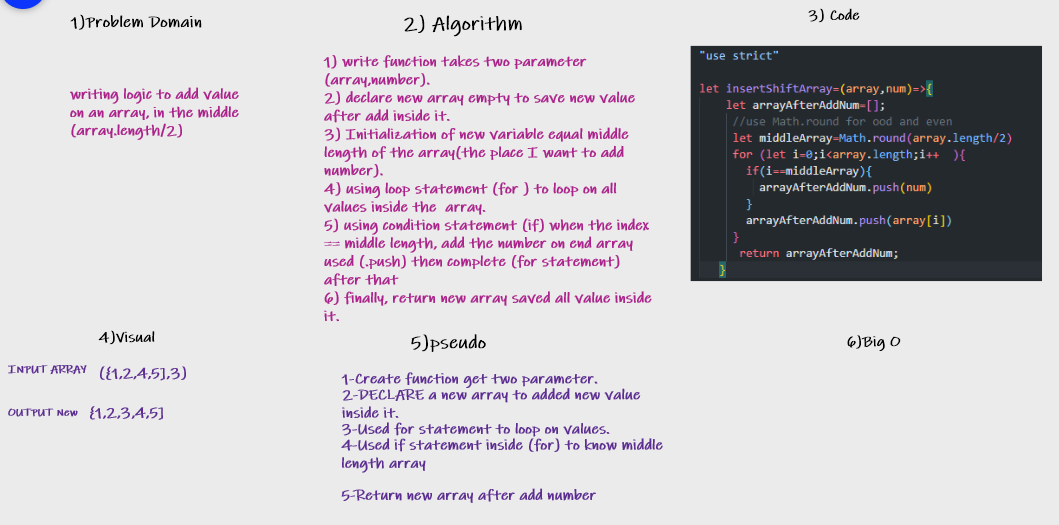 1)Problem Domain
writing logic to add value
on an array, in the middle
(array.length/2)
2) Algorithm
1) write function takes two parameter
(array,number).
2) declare new array empty to save new value
after add inside it.
3) Initialization of new variable equal middle
length of the array(the place I want to add
number).
4) using loop statement (for ) to loop on all
values inside the array.
5) using condition statement (if) when the index
== middle length, add the number on end array
used (.push) then complete (for statement)
after that
6) finally, return new array saved all value inside
it.
3) Code
"use strict"
let insertShiftArray=(array,num)=>{
let arrayAfterAddNum=[];
//use Math.round for ood and even
let middleArray=Math.round(array.length/2)
for (let i=0;i<array.length;i++ ){
if(i==middleArray){
arrayAfterAddNum.push(num)
}
arrayAfterAddNum.push(array[i])
}
return arrayAfterAddNum;
}
4)Visual
INPUT ARRAY ({1,2,4,5],3)
OUTPUT New {1,2,3,4,5]
5)pseudo
1-Create function get two parameter.
2-DECLARE a new array to added new value
inside it.
3-Used for statement to loop on values.
4-Used if statement inside (for) to know middle
length array
5-Return new array after add number
6)Big O